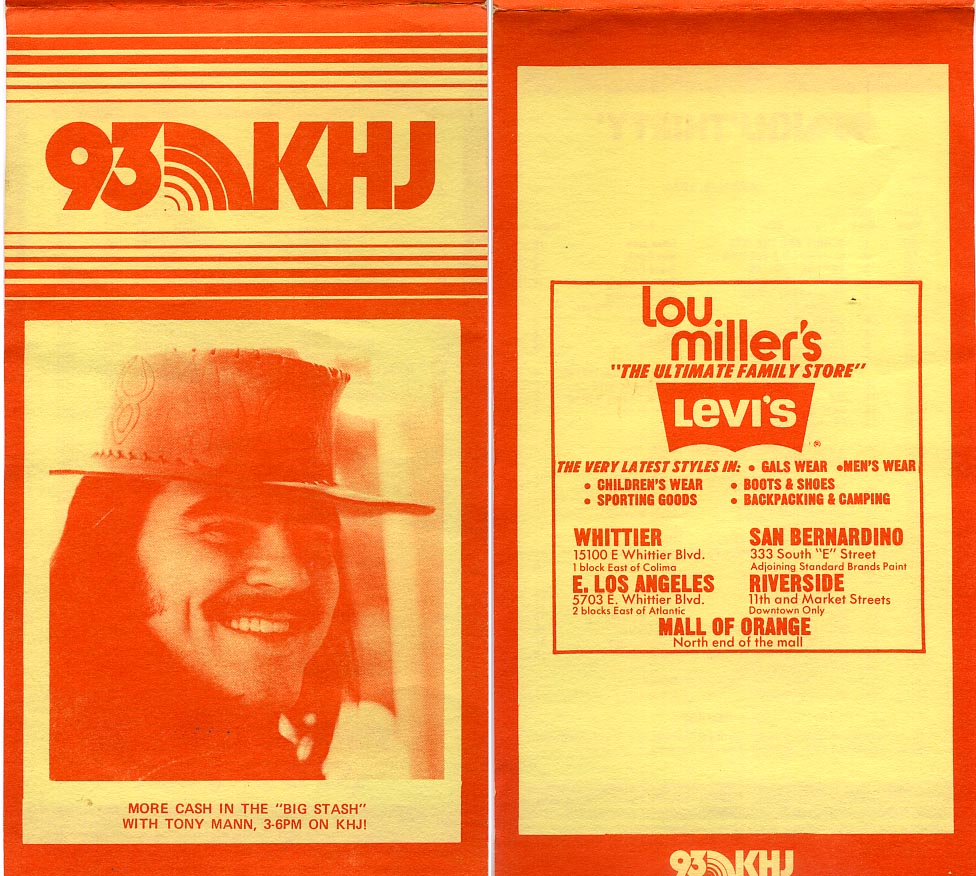 93 KHJ
MORE CASH IN THE "BIG STASH"
WITH TONY MANN, 3-6PM ON KHJ!
lou
miller's
"THE ULTIMATE FAMILY STORE"
LEVI'S
®
THE VERY LATEST STYLES IN: • GALS WEAR • MEN'S WEAR
• CHILDREN'S WEAR • BOOTS & SHOES
• SPORTING GOODS • BACKPACKING & CAMPING
WHITTIER
15100 E Whittier Blvd.
1 block East of Colima
E. LOS ANGELES
5703 E. Whittier Blvd.
2 blocks East of Atlantic
SAN BERNARDINO
333 South "E" Street
Adjoining Standard Brands Paint
RIVERSIDE
11th and Market Streets
Downtown Only
MALL OF ORANGE
North end of the mall
93 KHJ